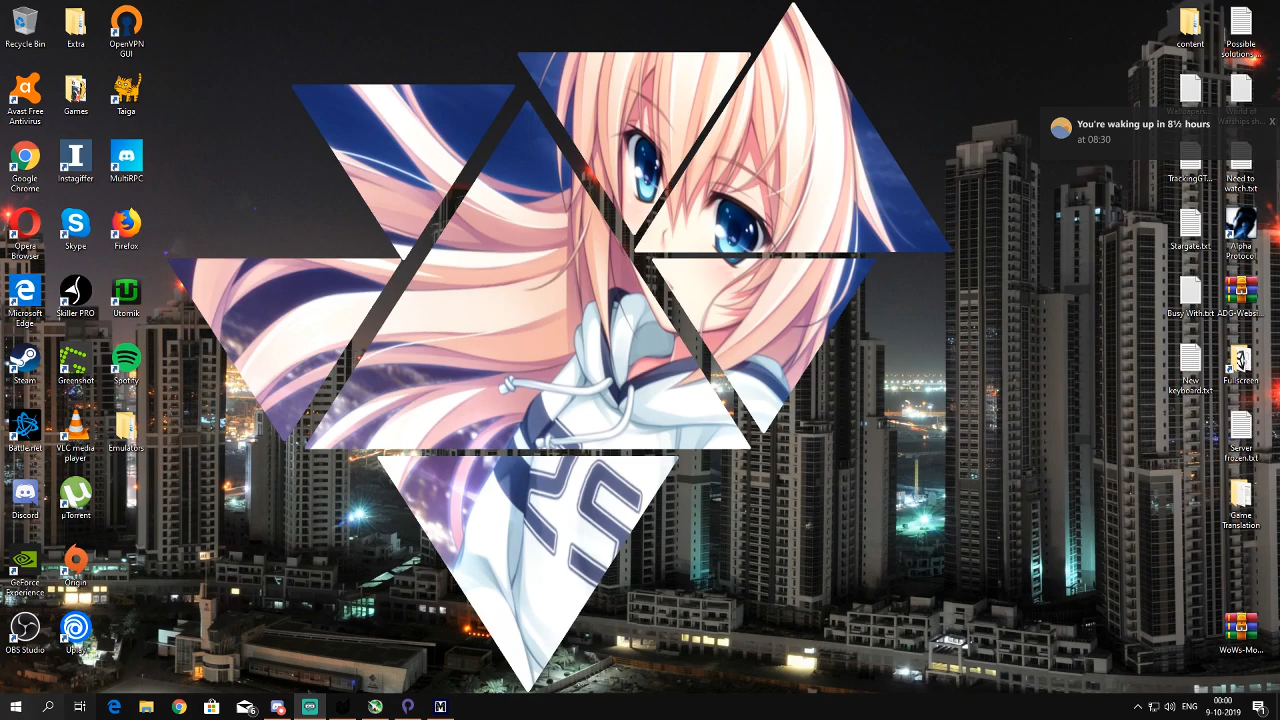 Recycle Bin
Extra
OpenVPN
GUI
Avast Free
Antivirus
Games
Taiga
Google
Chrome
Instagiffer
MultiRPC
Opera
Browser
Skype
Firefox
Microsoft
Edge
Skiller PRO
Utomik
Steam
Greenshot
Spotify
Battle.net
VLC media
player
Emulators
Discord
µTorrent
GeForce
Experience
Origin
OBS Studio
Uplay
content
Possible
solutions ...
World of
Warships sh...
You're waking up in 8½ hours
at 08:30
X
TrackingGT...
Need to
watch.txt
Stargate.txt
Alpha
Protocol
Busy With.txt
ADG-Websi...
New
keyboard.txt
Fullscreen
Server
frozen.txt
Game
Translation
WoWs-Mo...
ENG
00:00
9-10-2019